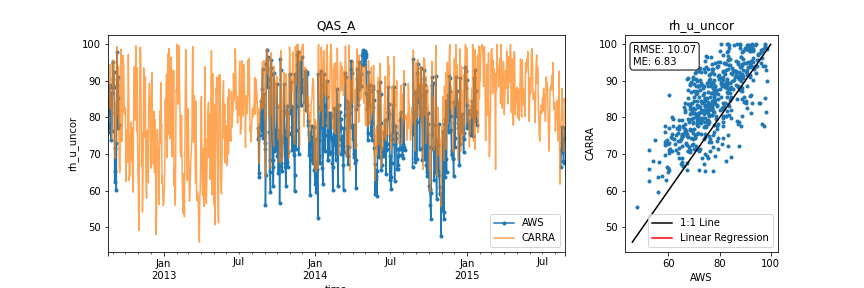 QAS_A
rh_u_uncor
100
90
80
70
60
50
rh_u_uncor
Jan
2013
Jul
Jan
2014
Jul
Jan
2015
Jul
AWS
CARRA
rh_u_uncor
RMSE: 10.07
ME: 6.83
100
90
80
70
60
50
CARRA
60
80
100
AWS
1:1 Line
Linear Regression